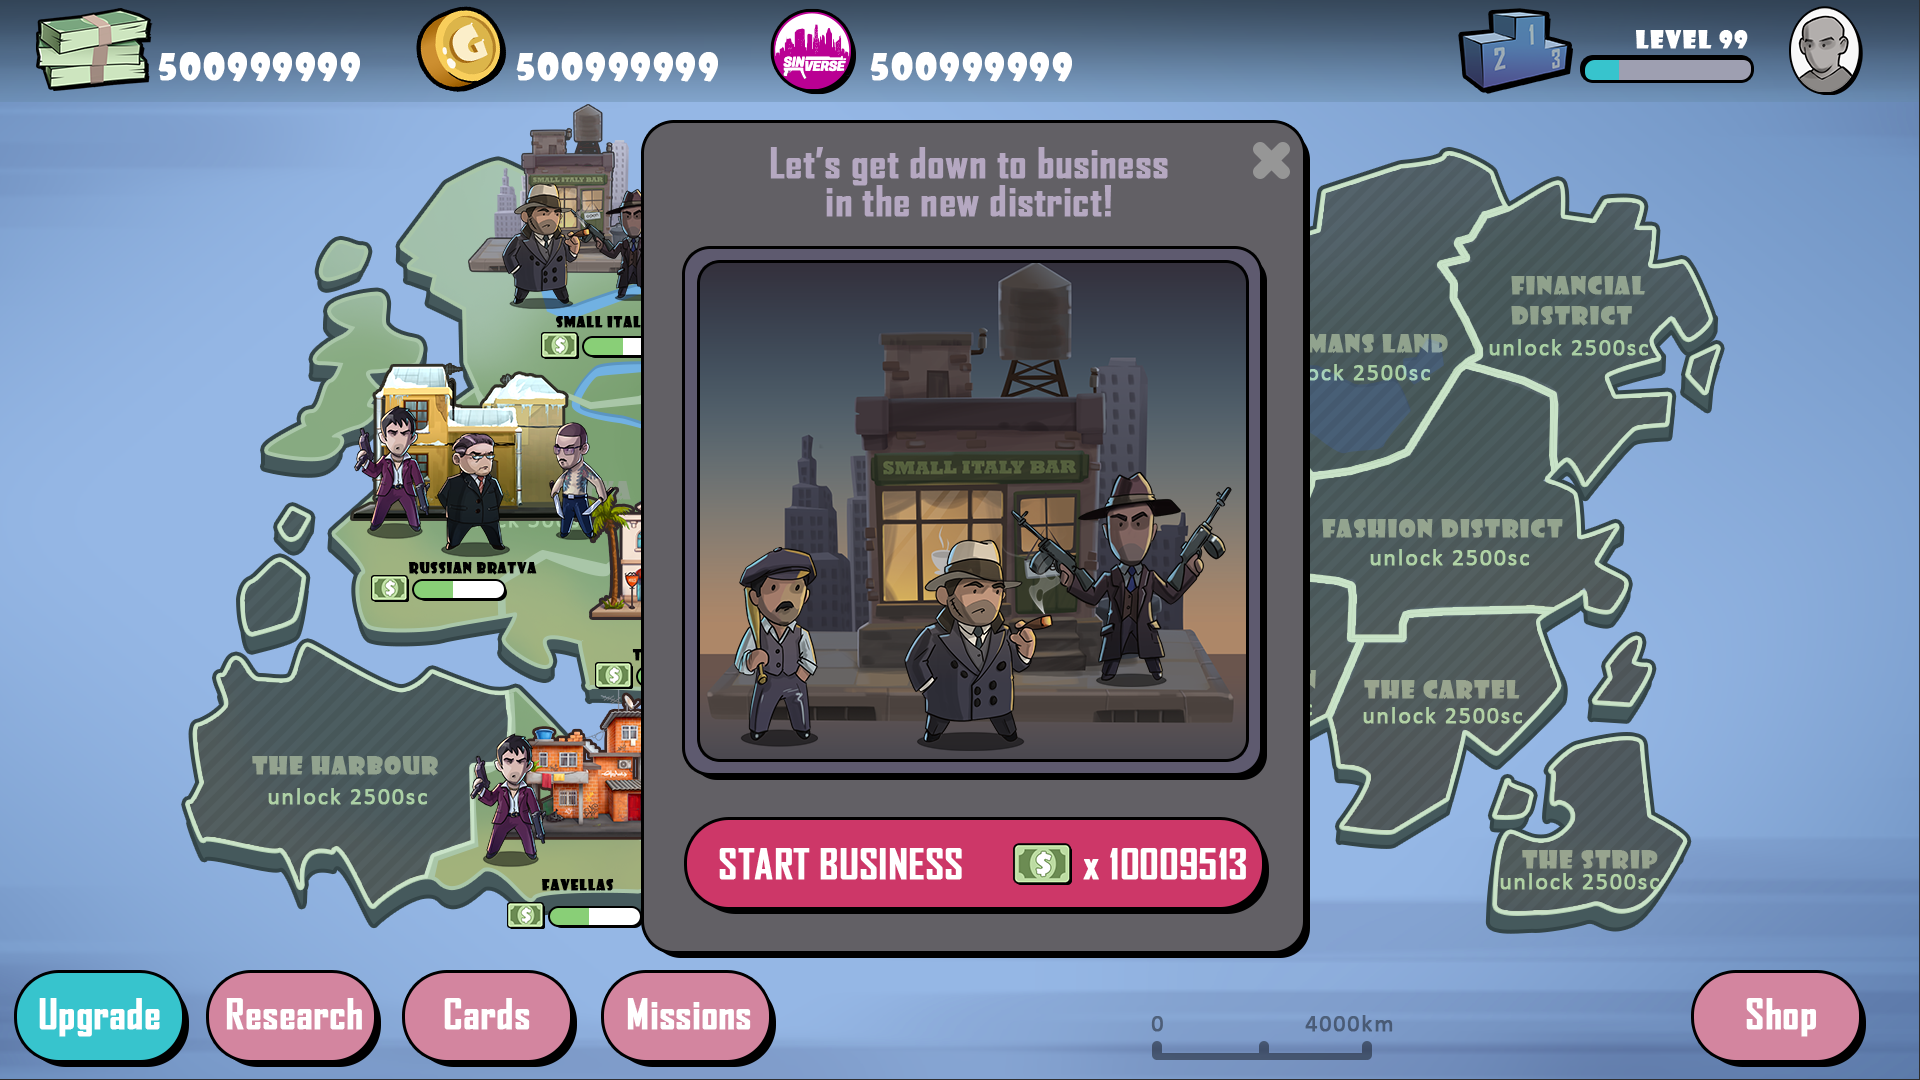 500999999
G
500999999
SINVERSE
500999999
1
2
3
LEVEL 99
Let's get down to business
in the new district!
SMALL ITALY BAR
SMALL ITAL
SMALL ITALY BAR
RUSSIAN BRATVA
THE HARBOUR
unlock 2500sc
FAVELLAS
MANS LAND
ock 2500sc
FINANCIAL
DISTRICT
unlock 2500sc
FASHION DISTRICT
unlock 2500sc
THE CARTEL
unlock 2500sc
THE STRIP
unlock 2500sc
START BUSINESS
$ x 10009513
Upgrade
Research
Cards
Missions
0
4000km
Shop